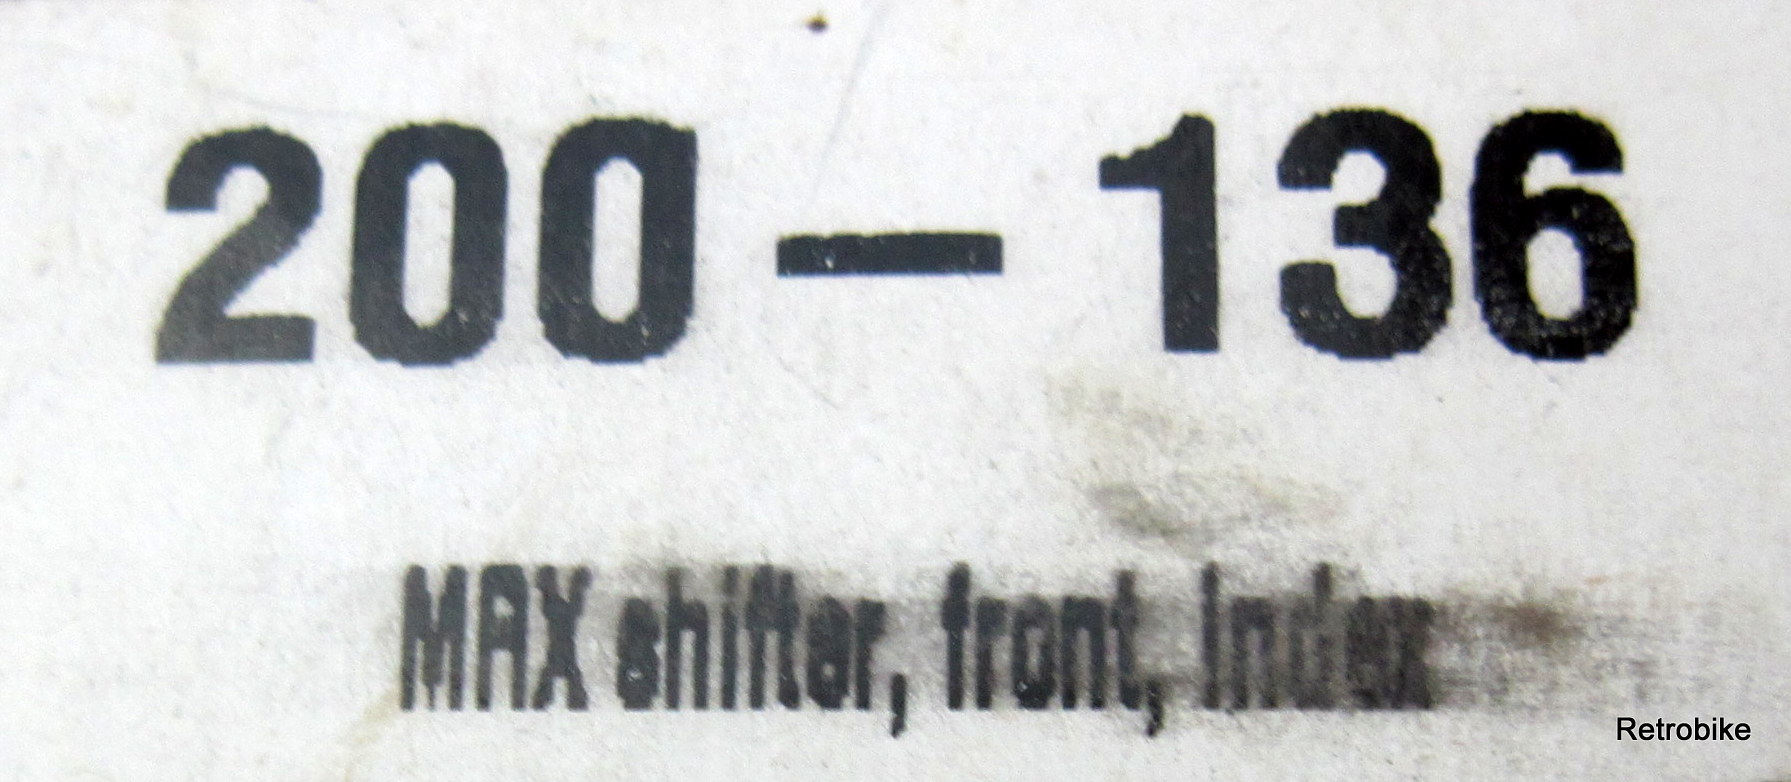 200 - 136
MAX shifter, front, Index
Retrobike